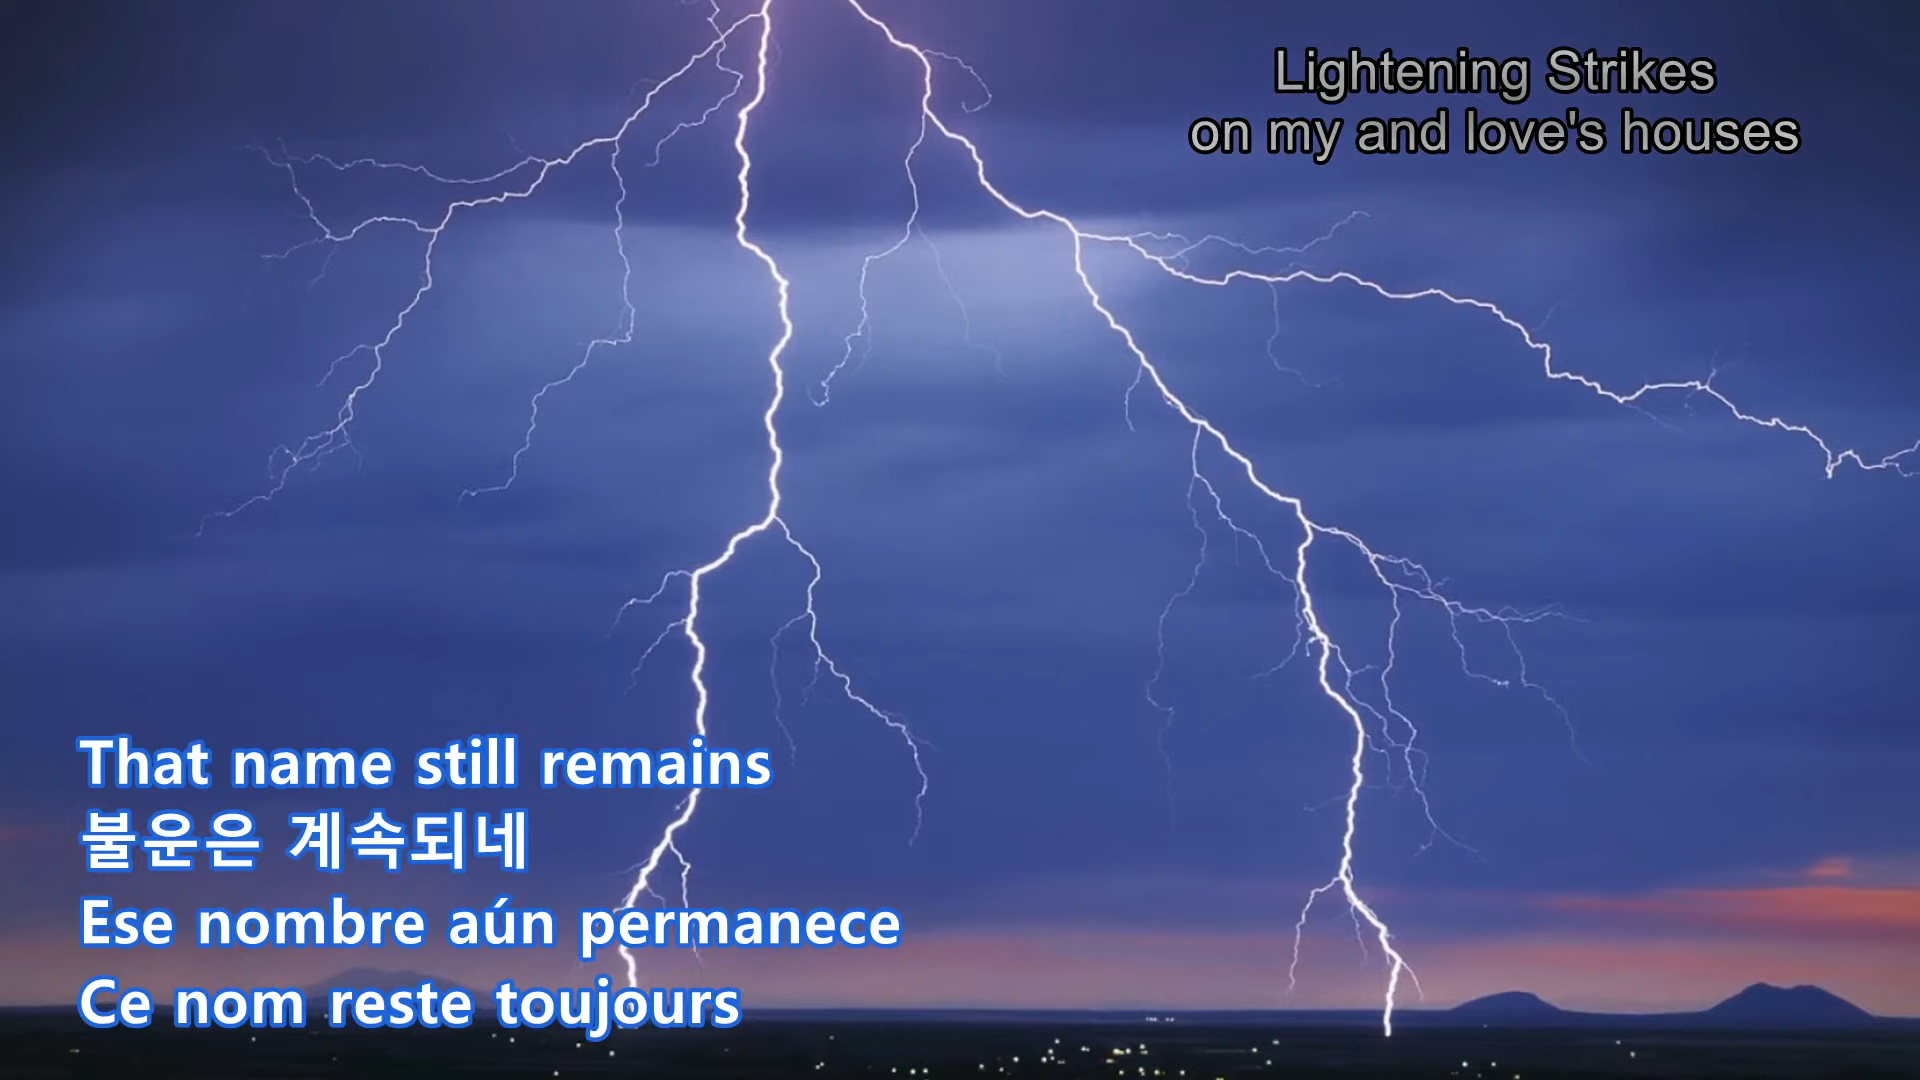 Lightening Strikes
on my and love's houses
That name still remains
불운은 계속되네
Ese nombre aún permanece
Ce nom reste toujours